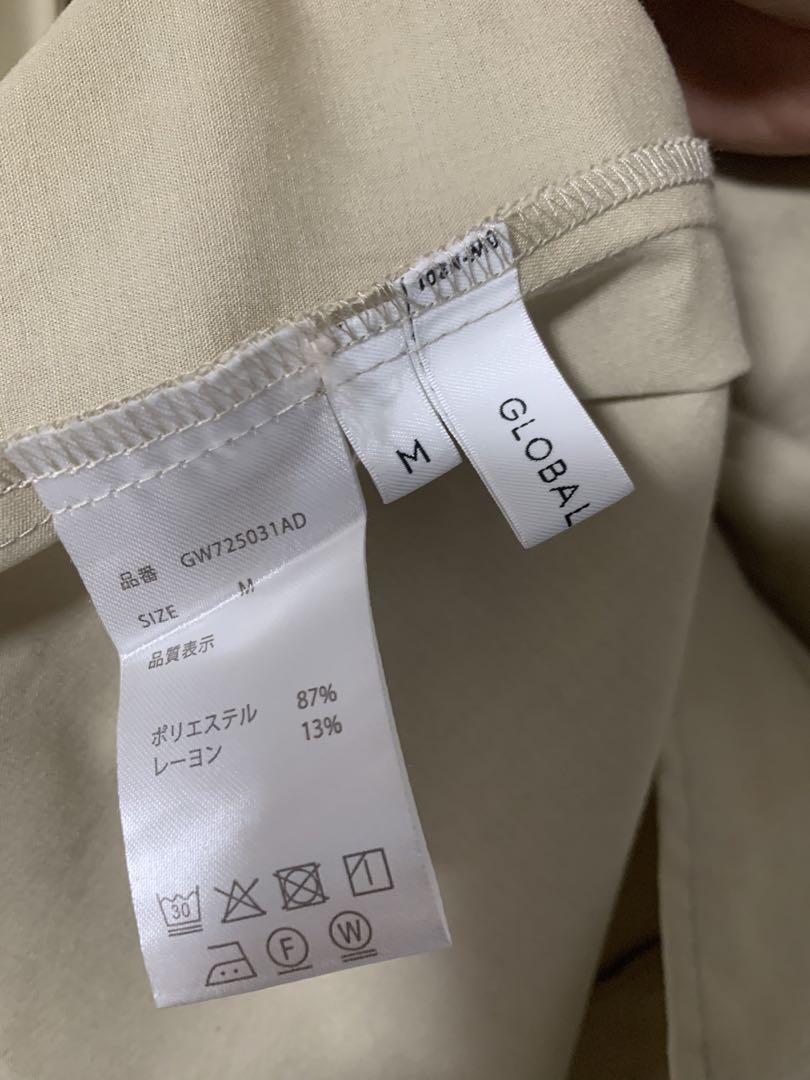 GLOBAL
M
品番 GW725031AD
SIZE M
品質表示
ポリエステル 87%
レーヨン 13%
30
F W